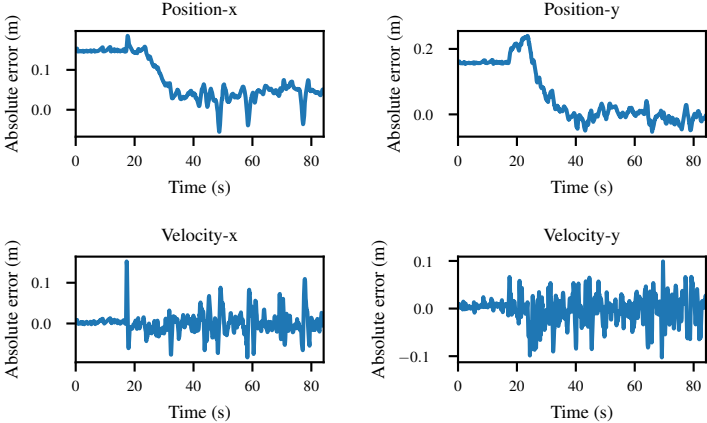 Position-x
Position-y
Absolute error (m)
0.1
0.0
0 20 40 60 80
Time (s)
Absolute error (m)
0.2
0.0
0 20 40 60 80
Time (s)
Velocity-x
Velocity-y
Absolute error (m)
0.1
0.0
0 20 40 60 80
Time (s)
Absolute error (m)
0.1
0.0
−0.1
0 20 40 60 80
Time (s)